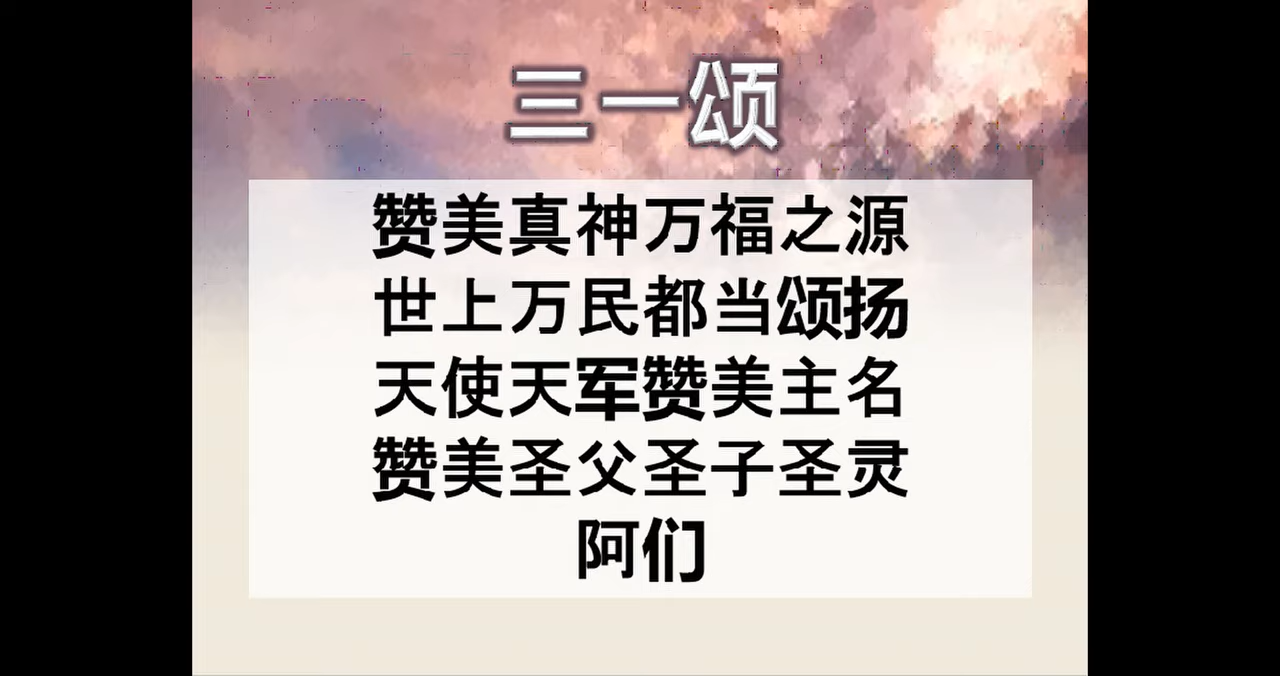 三一颂
赞美真神万福之源
世上万民都当颂扬
天使天军赞美主名
赞美圣父圣子圣灵
阿们